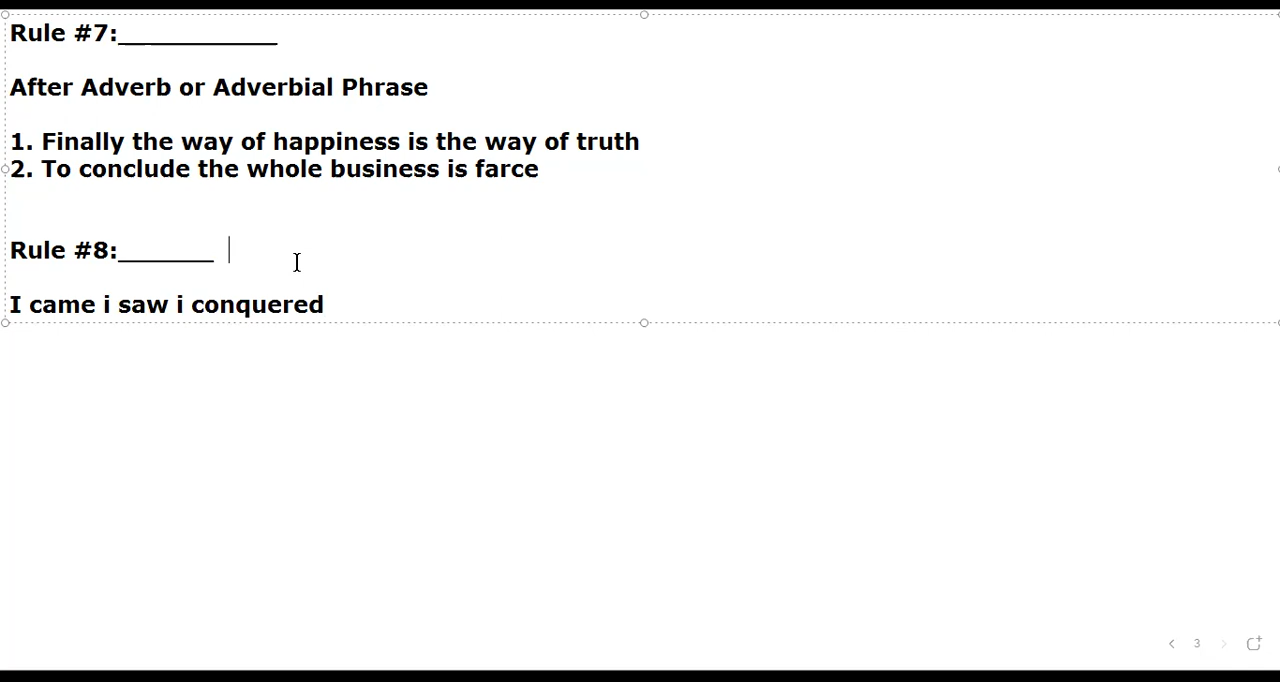 Rule #7:___________
After Adverb or Adverbial Phrase
1. Finally the way of happiness is the way of truth
2. To conclude the whole business is farce
Rule #8:_______
I came i saw i conquered
3